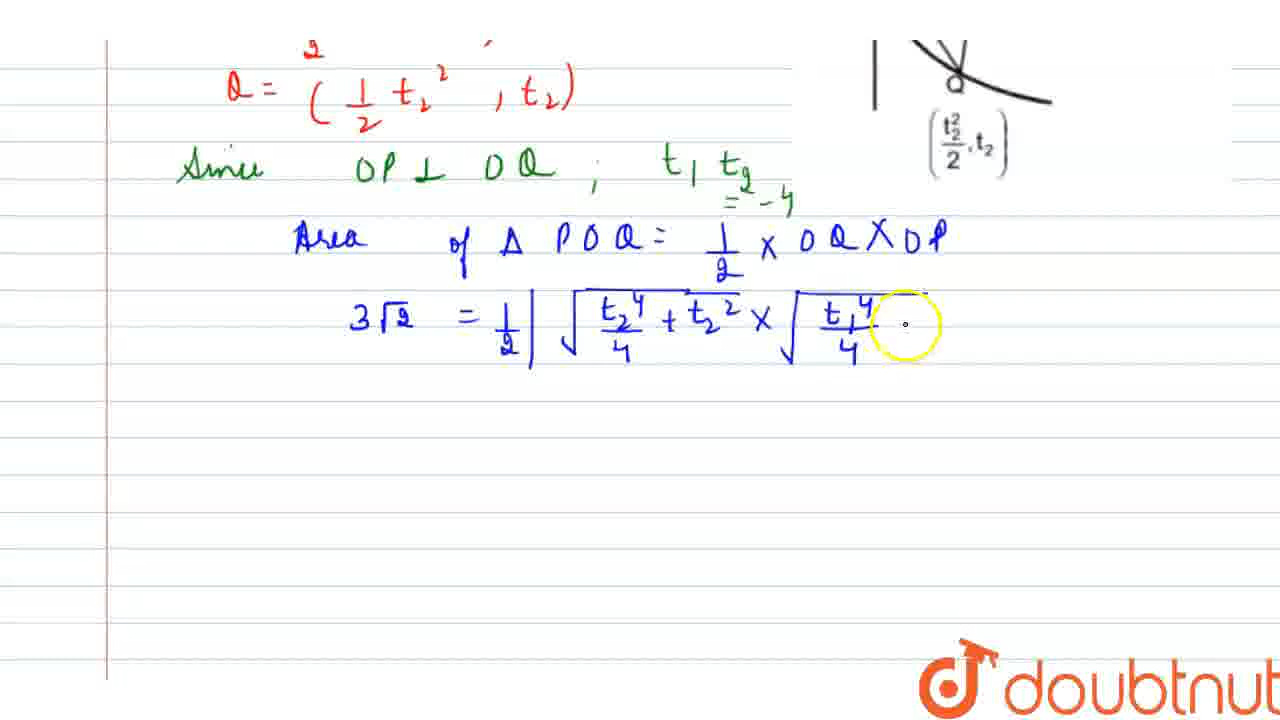 2 ,
Q = ( 1/2 t₂² , t₂ )
Q
( t₂²/2 , t₂ )
Since OP ⊥ OQ ; t₁ t₂ = -4
Area of Δ POQ = 1/2 × OQ × OP
3√2 = 1/2 | √( t₂⁴/4 + t₂² ) × √( t₁⁴/4
doubtnut